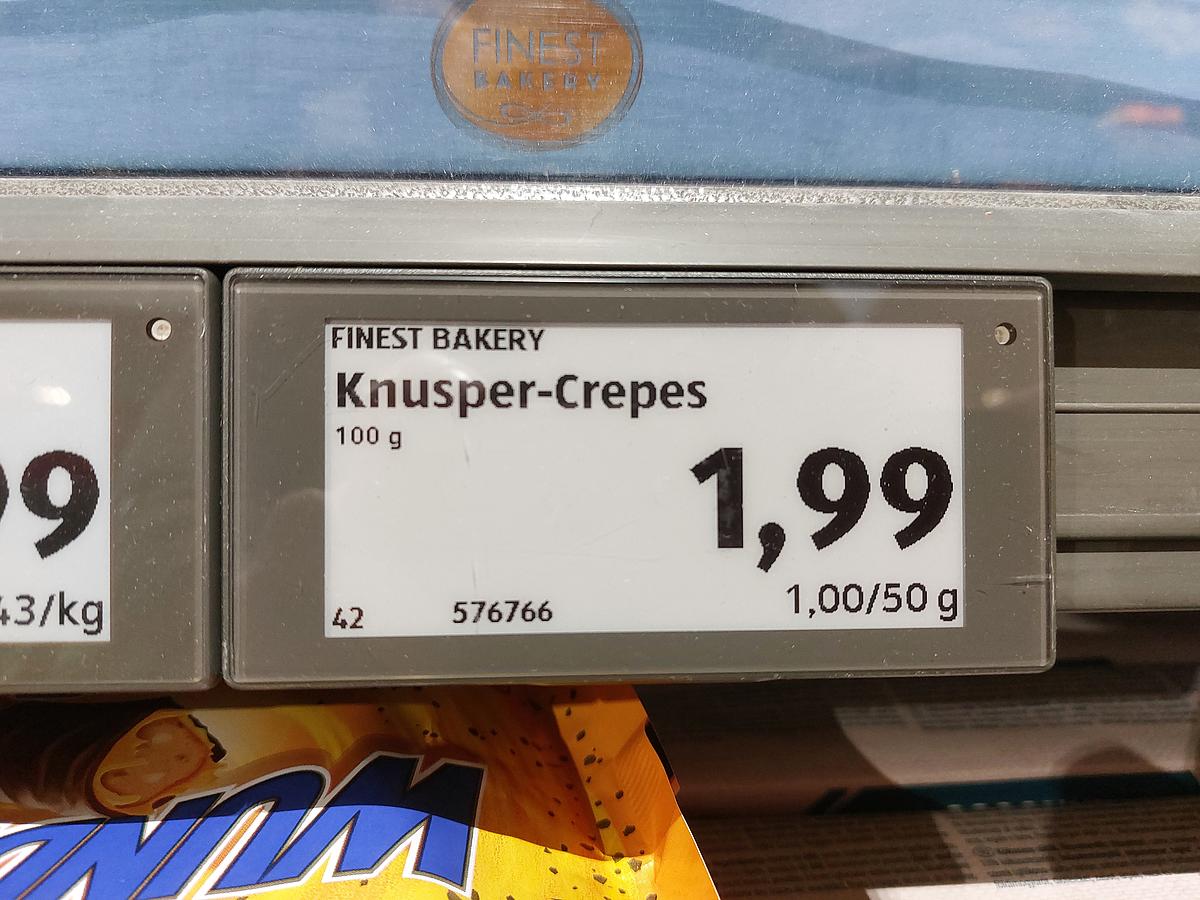 FINEST
BAKERY
FINEST BAKERY
Knusper-Crepes
100 g
1,99
99
43/kg
42
576766
1,00/50 g